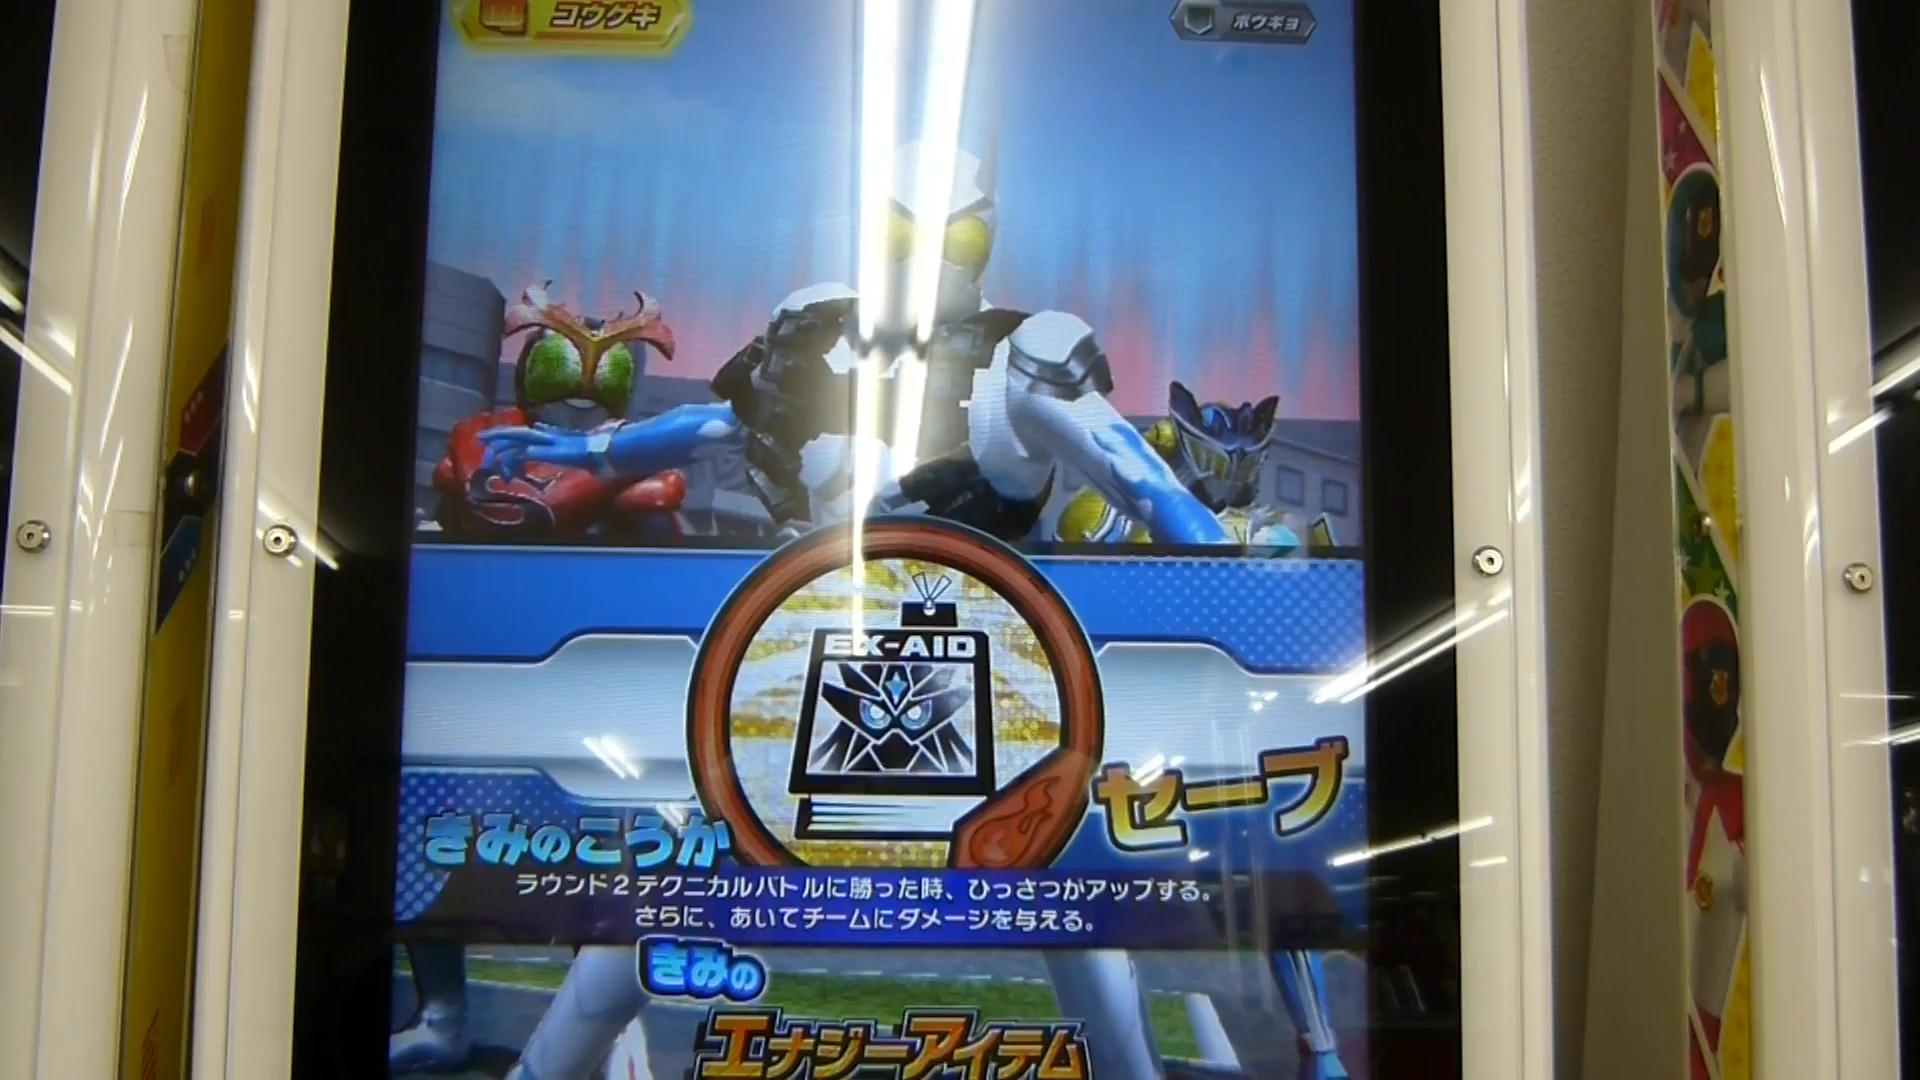 コウゲキ
ボウギョ
EX-AID
セーブ
きみのこうか
ラウンド2テクニカルバトルに勝った時、ひっさつがアップする。
さらに、あいてチームにダメージを与える。
きみの
エナジーアイテム